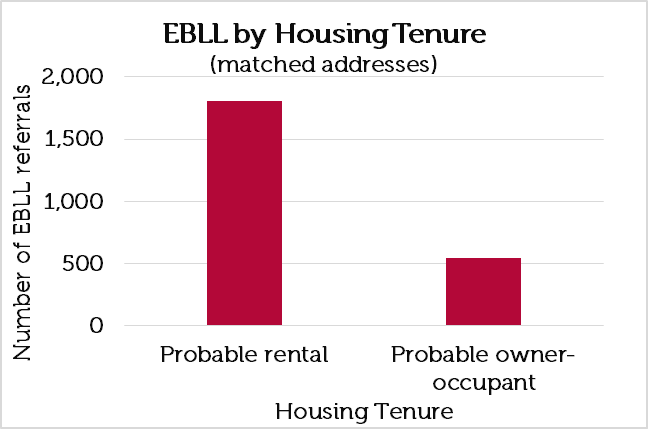 EBLL by Housing Tenure
(matched addresses)
Number of EBLL referrals
2,000
1,500
1,000
500
0
Probable rental
Probable owner-
occupant
Housing Tenure